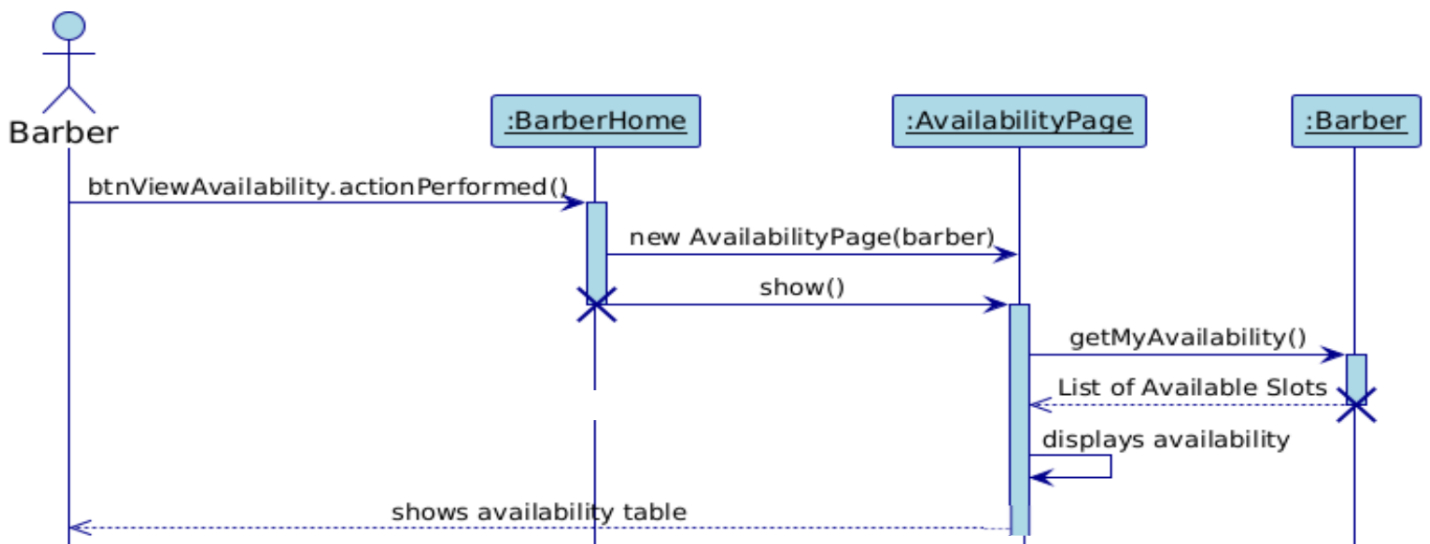 Barber
:BarberHome
:AvailabilityPage
:Barber
btnViewAvailability.actionPerformed()
new AvailabilityPage(barber)
show()
getMyAvailability()
List of Available Slots
displays availability
shows availability table